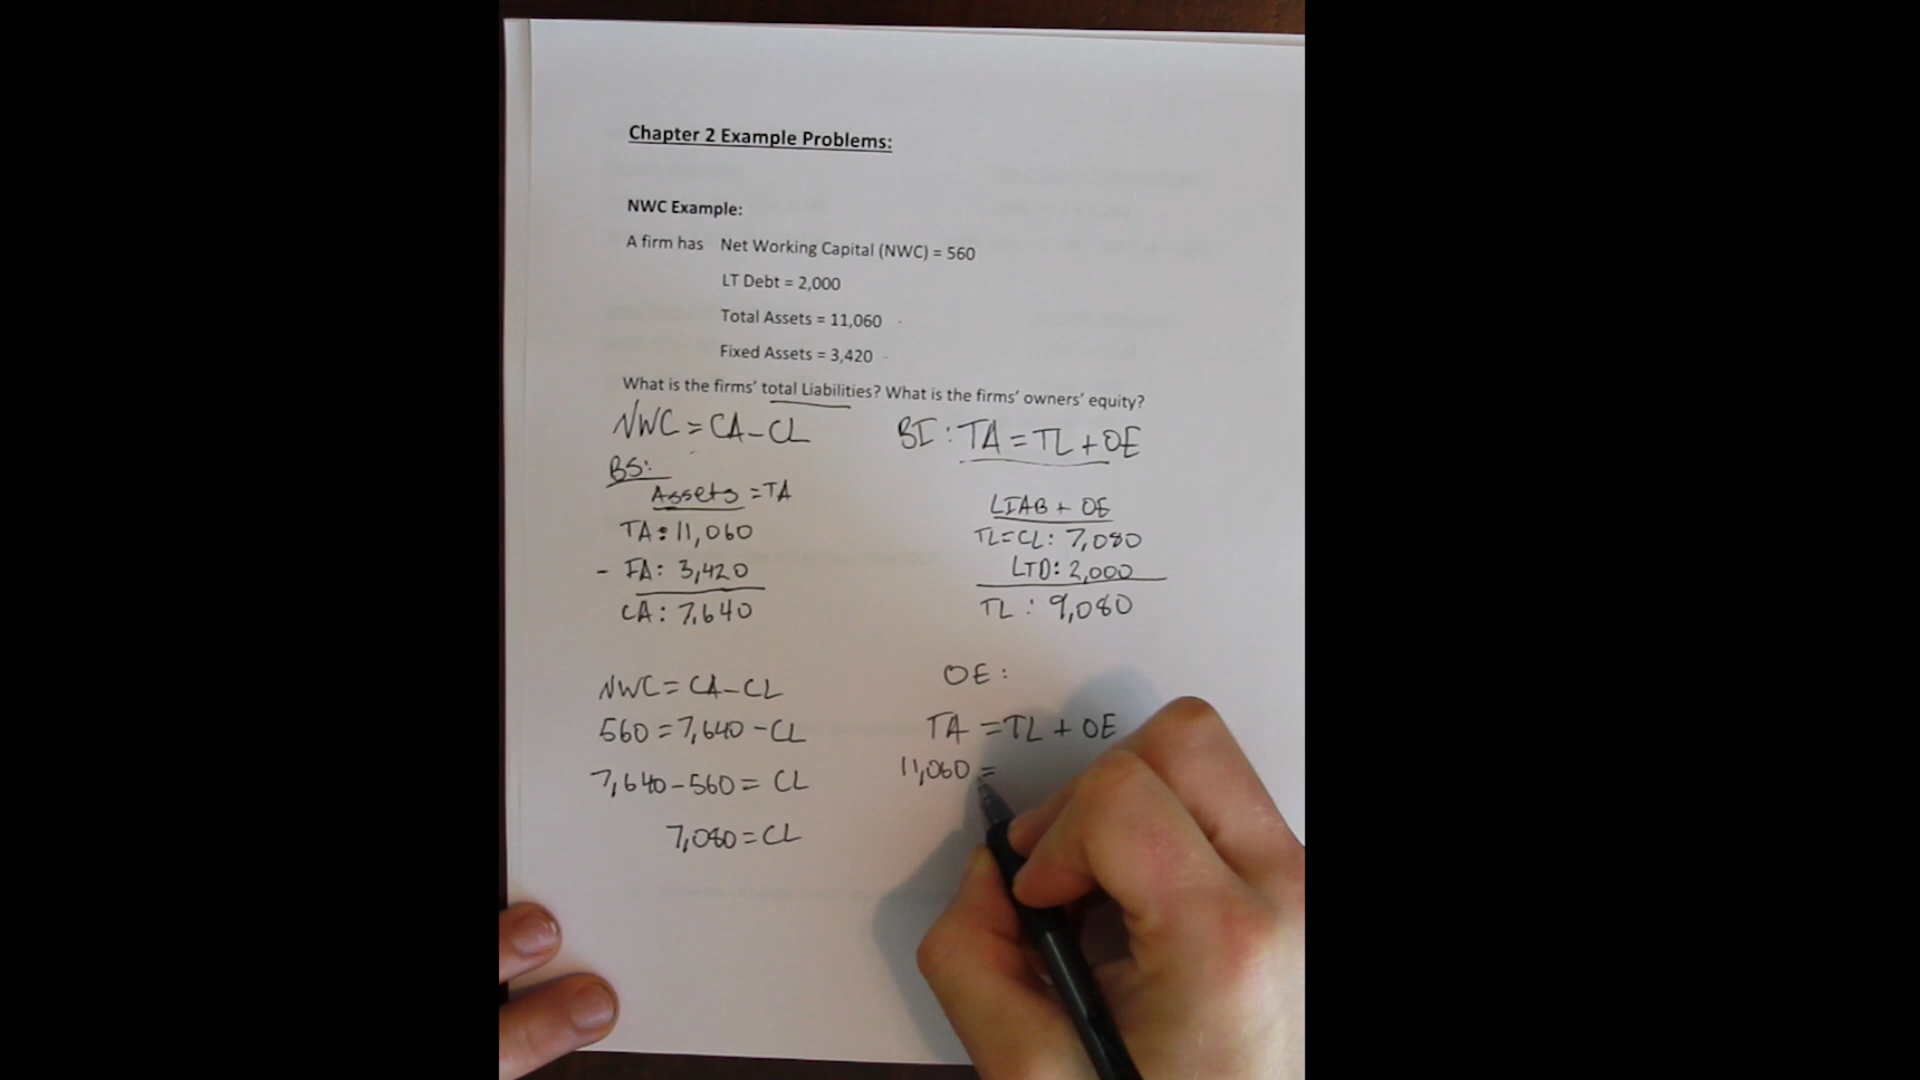 Chapter 2 Example Problems:
NWC Example:
A firm has Net Working Capital (NWC) = 560
LT Debt = 2,000
Total Assets = 11,060
Fixed Assets = 3,420
What is the firms' total Liabilities? What is the firms' owners' equity?
NWC = CA - CL
BS:
Assets = TA
TA: 11,060
- FA: 3,420
CA: 7,640
NWC = CA - CL
560 = 7,640 - CL
7,640 - 560 = CL
7,080 = CL
BI: TA = TL + OE
LIAB + OE
TL = CL: 7,080
LTD: 2,000
TL: 9,080
OE:
TA = TL + OE
11,060 =